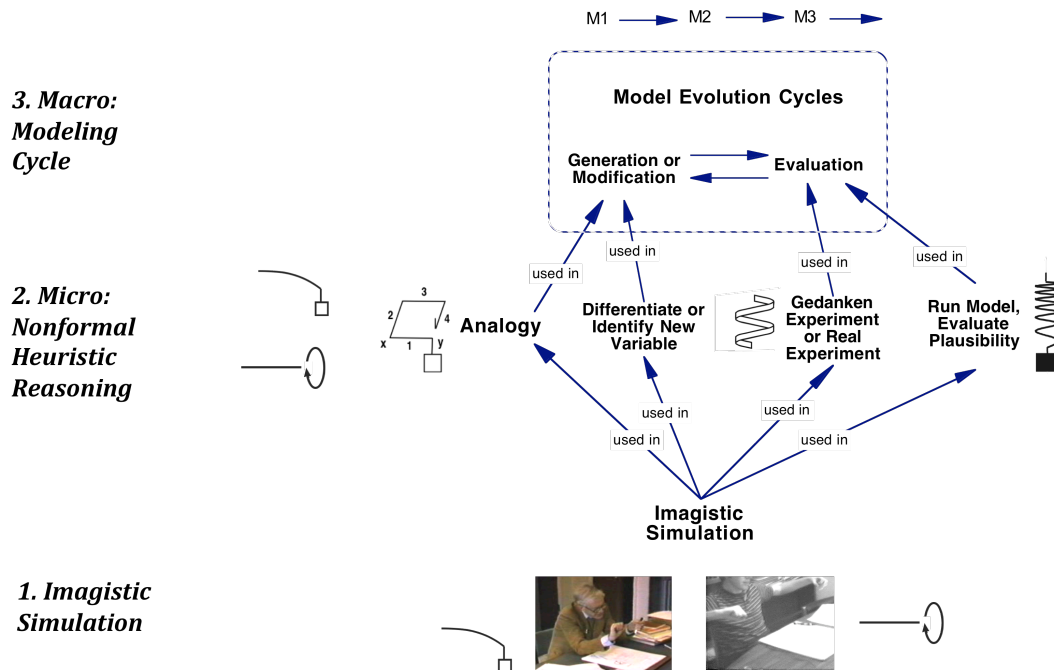 M1 M2 M3
3. Macro:
Modeling
Cycle
Model Evolution Cycles
Generation or
Modification
Evaluation
used in
used in
used in
used in
2. Micro:
Nonformal
Heuristic
Reasoning
3
2
4
x
1
y
Analogy
Differentiate or
Identify New
Variable
Gedanken
Experiment
or Real
Experiment
Run Model,
Evaluate
Plausibility
used in
used in
used in
used in
Imagistic
Simulation
1. Imagistic
Simulation